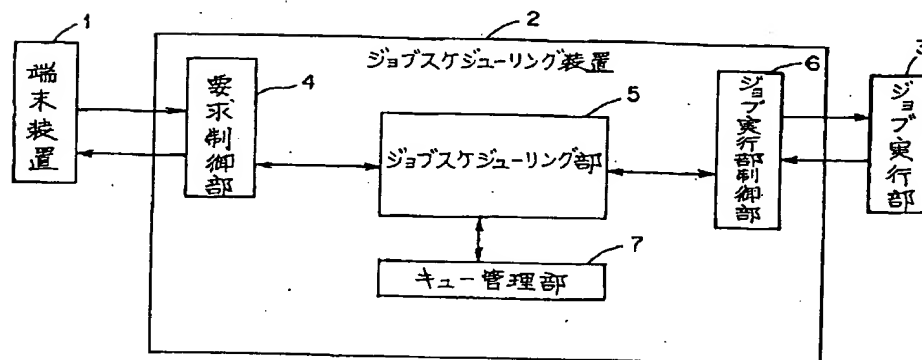 1
端末装置
2
ジョブスケジューリング装置
要求制御部
4
5
ジョブスケジューリング部
6
ジョブ実行部制御部
ジョブ実行部
7
キュー管理部